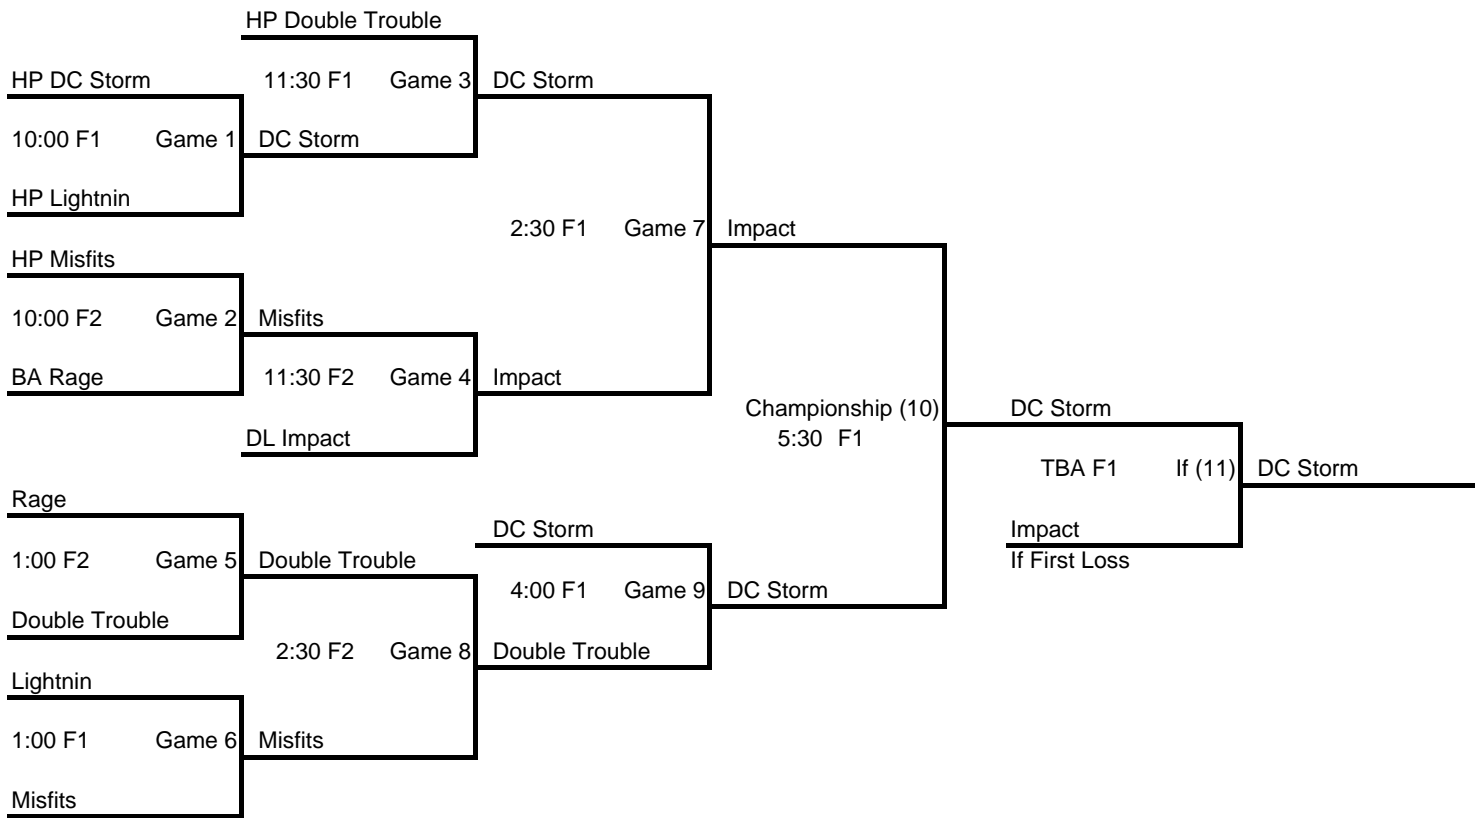 HP Double Trouble
HP DC Storm
11:30 F1 Game 3
DC Storm
10:00 F1 Game 1
DC Storm
HP Lightnin
2:30 F1 Game 7
Impact
HP Misfits
10:00 F2 Game 2
Misfits
BA Rage
11:30 F2 Game 4
Impact
Championship (10)
5:30 F1
DC Storm
DL Impact
TBA F1 If (11)
DC Storm
Rage
DC Storm
Impact
If First Loss
1:00 F2 Game 5
Double Trouble
4:00 F1 Game 9
DC Storm
Double Trouble
2:30 F2 Game 8
Double Trouble
Lightnin
1:00 F1 Game 6
Misfits
Misfits